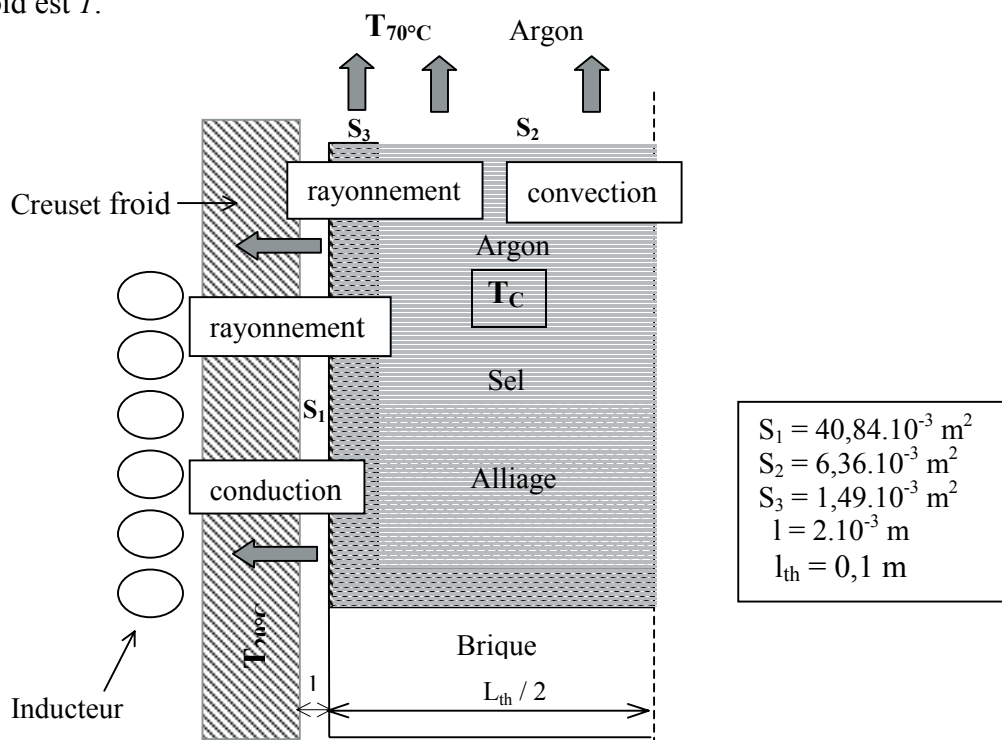 est T.
T70°C Argon
S3 S2
rayonnement convection
Creuset froid
Argon
TC
rayonnement
Sel
S1
Alliage
conduction
S1 = 40,84.10-3 m2
S2 = 6,36.10-3 m2
S3 = 1,49.10-3 m2
l = 2.10-3 m
lth = 0,1 m
Brique
l
Lth / 2
Inducteur